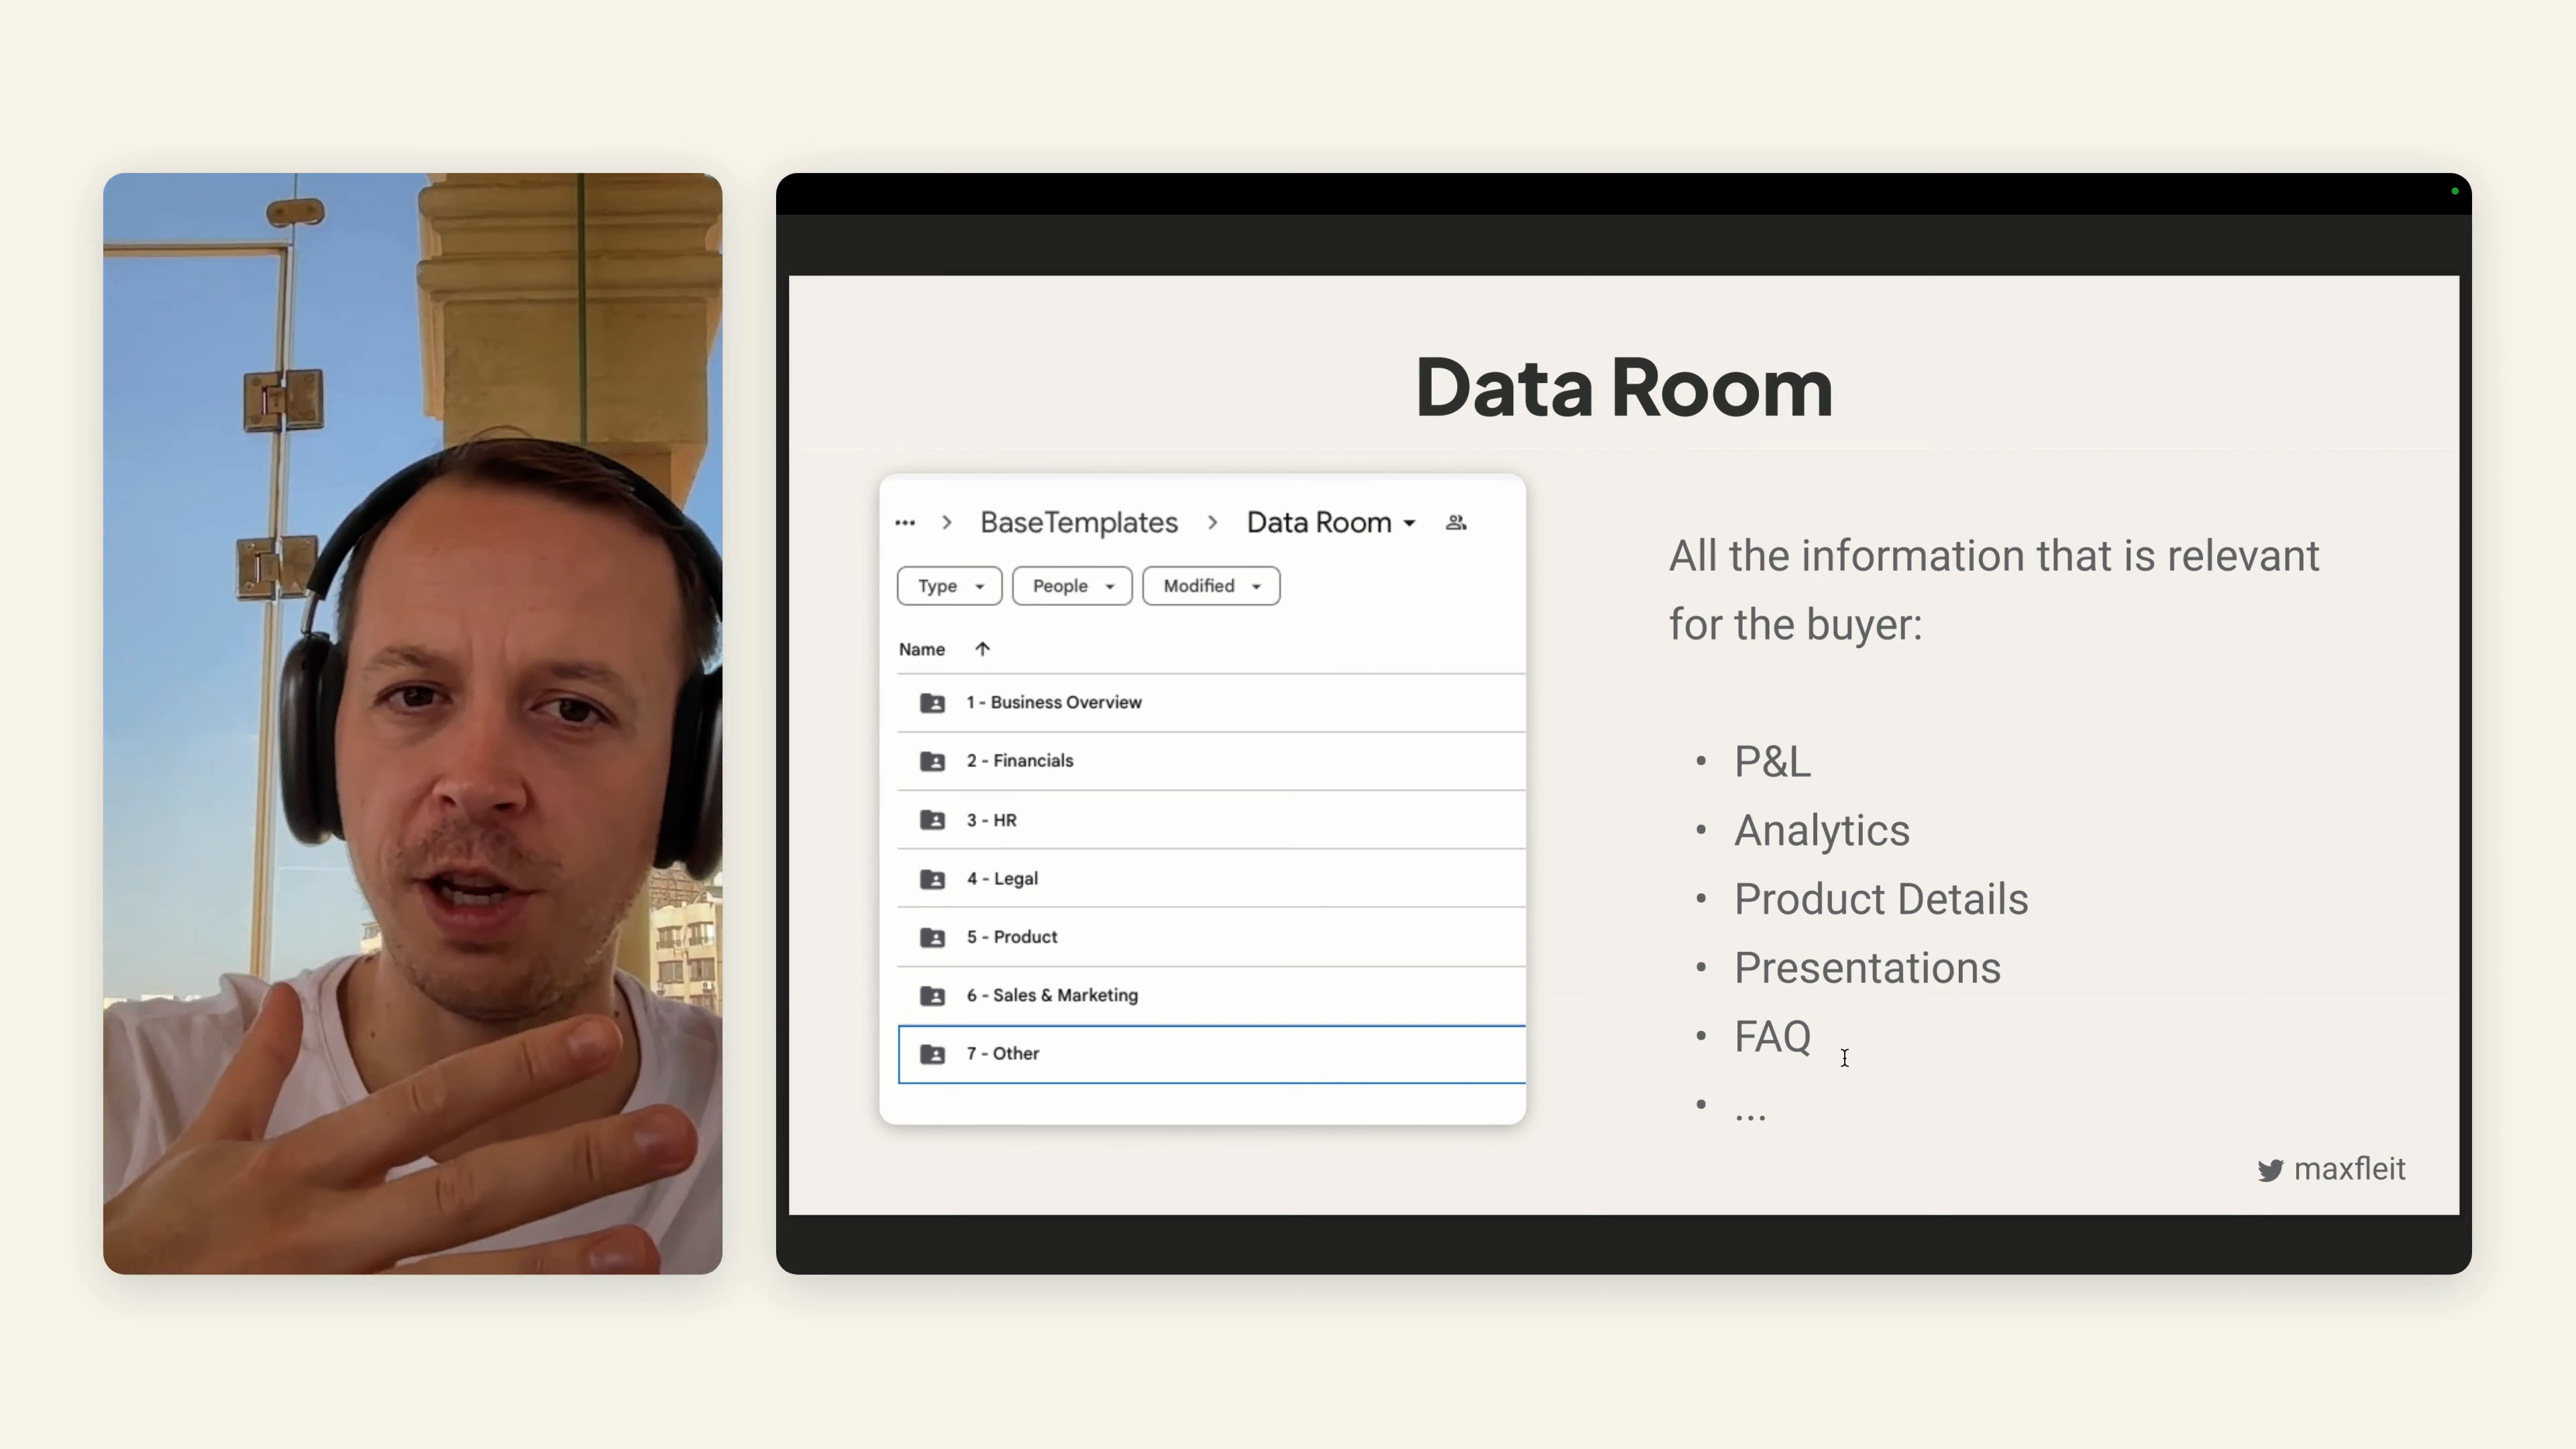 Data Room
... > BaseTemplates > Data Room
Type People Modified
Name
1 - Business Overview
2 - Financials
3 - HR
4 - Legal
5 - Product
6 - Sales & Marketing
7 - Other
All the information that is relevant
for the buyer:
• P&L
• Analytics
• Product Details
• Presentations
• FAQ
• ...
maxfleit